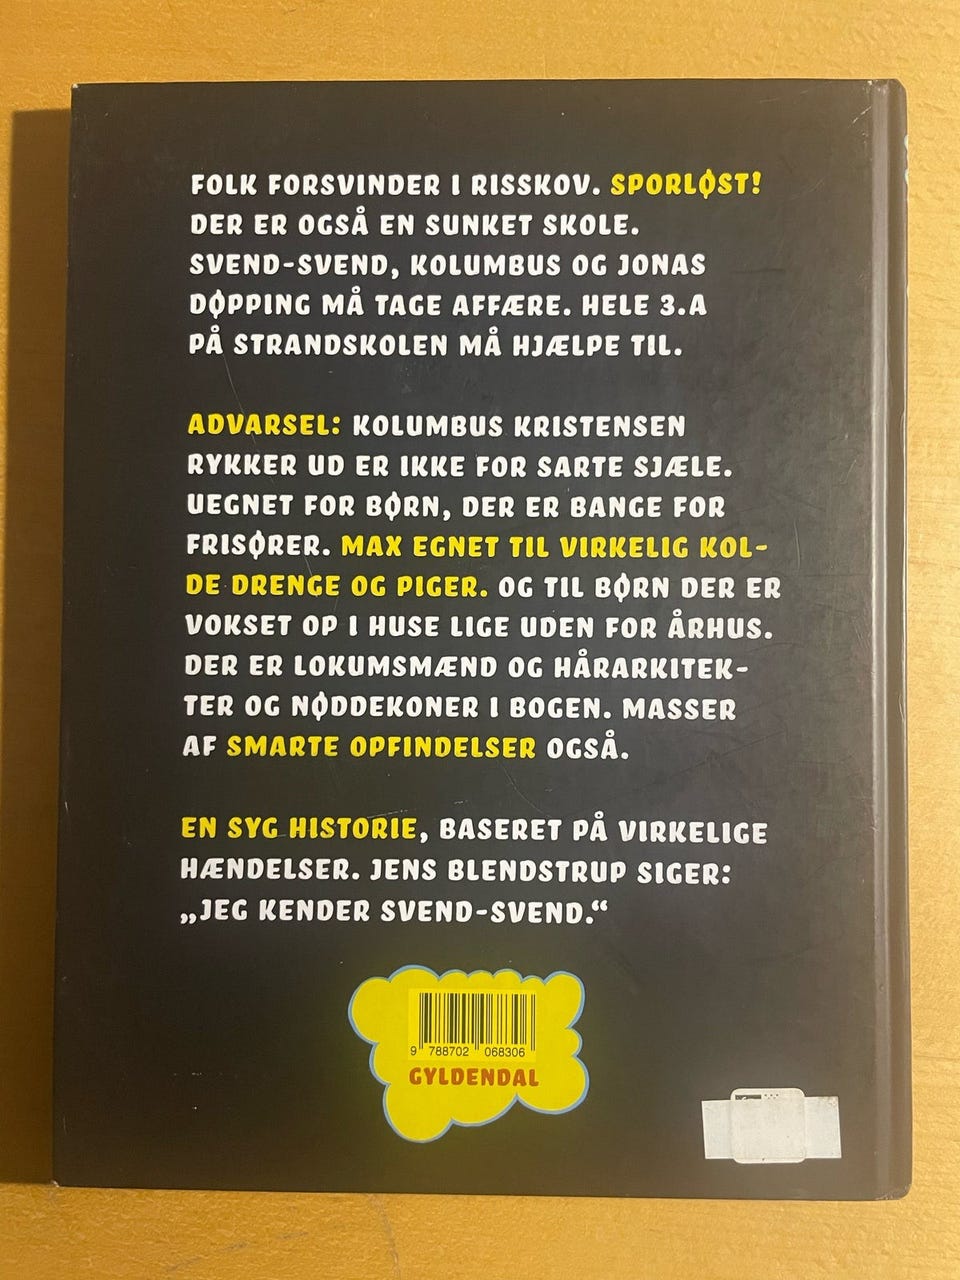 FOLK FORSVINDER I RISSKOV. SPORLØST!
DER ER OGSÅ EN SUNKET SKOLE.
SVEND-SVEND, KOLUMBUS OG JONAS
DØPPING MÅ TAGE AFFÆRE. HELE 3.A
PÅ STRANDSKOLEN MÅ HJÆLPE TIL.
ADVARSEL: KOLUMBUS KRISTENSEN
RYKKER UD ER IKKE FOR SARTE SJÆLE.
UEGNET FOR BØRN, DER ER BANGE FOR
FRISØRER. MAX EGNET TIL VIRKELIG KOL-
DE DRENGE OG PIGER. OG TIL BØRN DER ER
VOKSET OP I HUSE LIGE UDEN FOR ÅRHUS.
DER ER LOKUMSMÆND OG HÅRARKITEK-
TER OG NØDDEKONER I BOGEN. MASSER
AF SMARTE OPFINDELSER OGSÅ.
EN SYG HISTORIE, BASERET PÅ VIRKELIGE
HÆNDELSER. JENS BLENDSTRUP SIGER:
„JEG KENDER SVEND-SVEND.“
9 788702 068306
GYLDENDAL